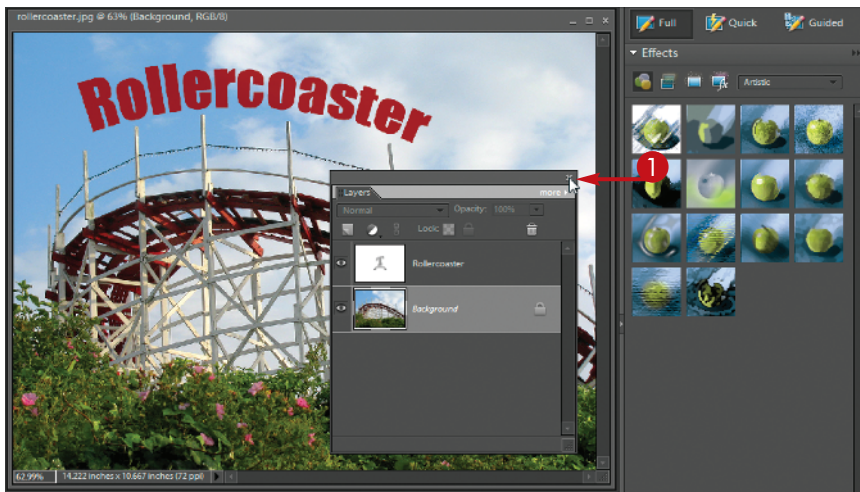 rollercoaster.jpg @ 63% (Background, RGB/8)
Rollercoaster
Full
Quick
Guided
Effects
Artistic
1
Layers
more
Normal
Opacity: 100%
Lock:
Rollercoaster
Background
62.99%
14.222 inches x 10.667 inches (72 ppi)